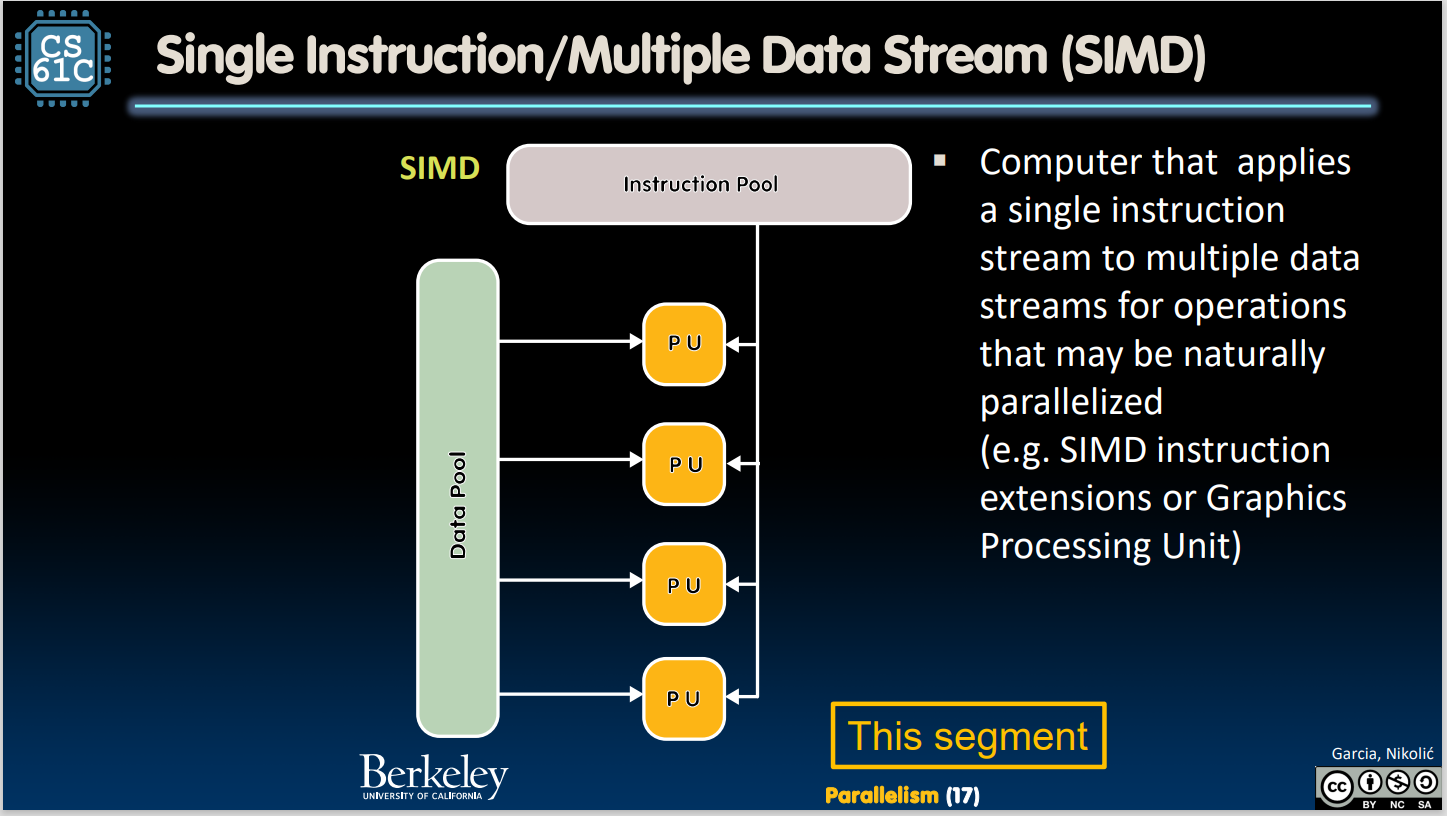 CS
61C
Single Instruction/Multiple Data Stream (SIMD)
SIMD
Instruction Pool
Data Pool
PU
PU
PU
PU
▪ Computer that applies
a single instruction
stream to multiple data
streams for operations
that may be naturally
parallelized
(e.g. SIMD instruction
extensions or Graphics
Processing Unit)
This segment
Berkeley
UNIVERSITY OF CALIFORNIA
Parallelism (17)
Garcia, Nikolić
cc
BY NC SA